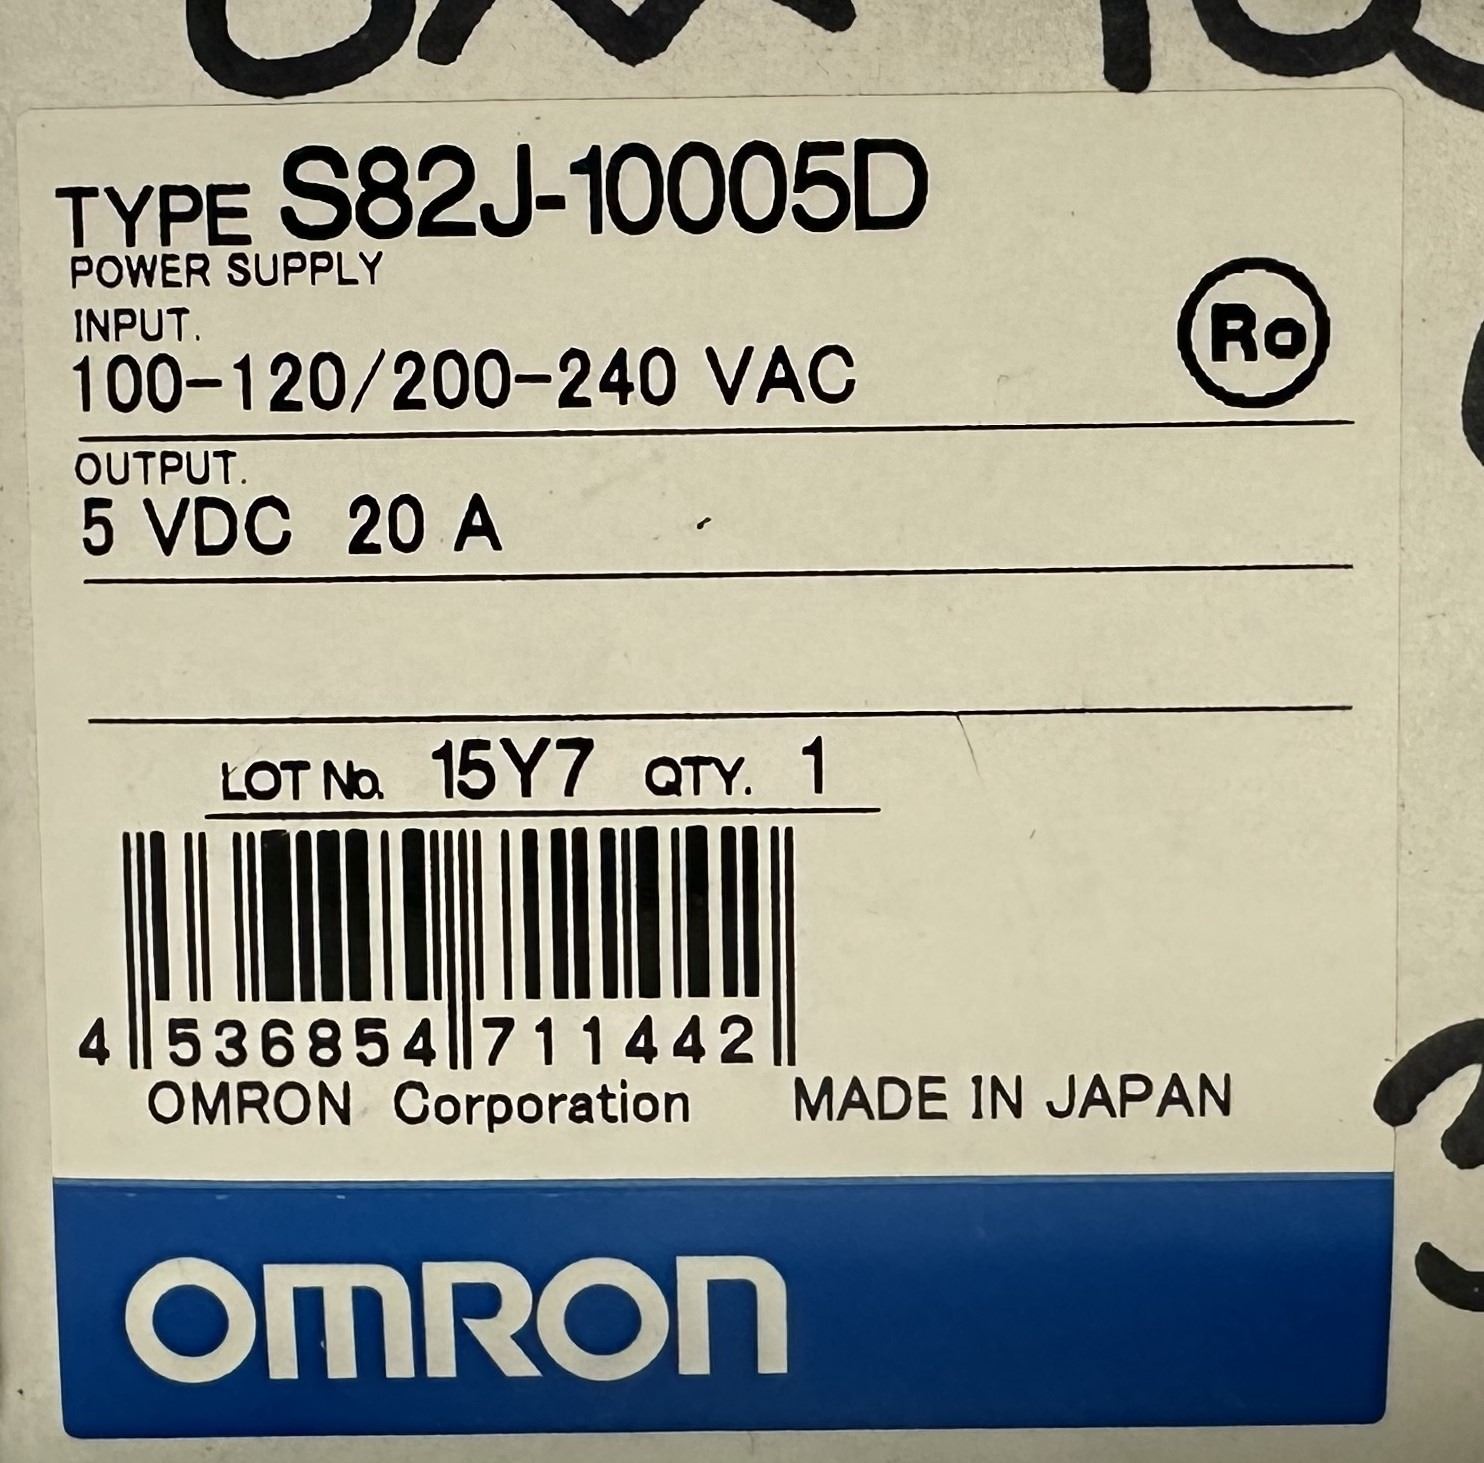 TYPE S82J-10005D
POWER SUPPLY
INPUT.
100-120/200-240 VAC
Ro
OUTPUT.
5 VDC 20 A
LOT No. 15Y7 QTY. 1
4 536854 711442
OMRON Corporation MADE IN JAPAN
omron